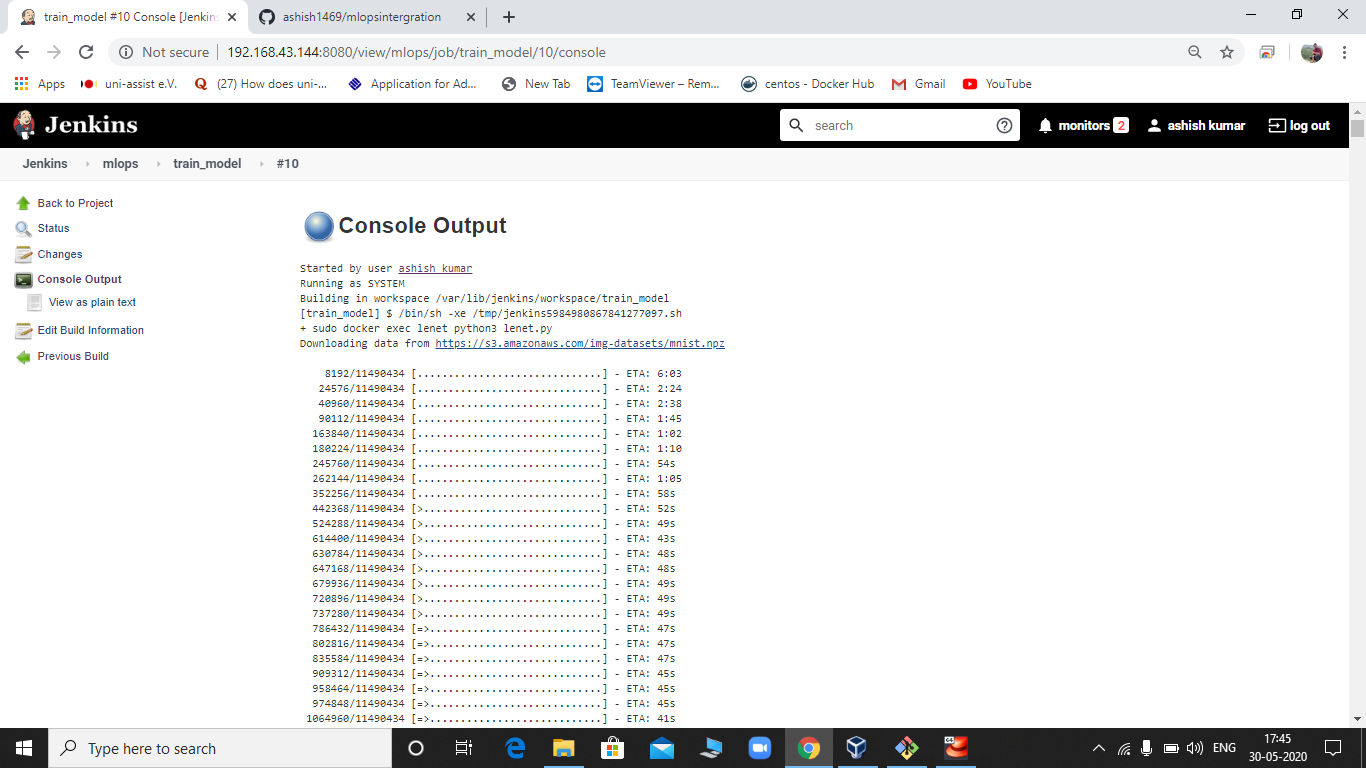 train_model #10 Console [Jenkins
ashish1469/mlopsintergration
Not secure 192.168.43.144:8080/view/mlops/job/train_model/10/console
Apps uni-assist e.V. (27) How does uni-... Application for Ad... New Tab TeamViewer – Rem... centos - Docker Hub Gmail YouTube
Jenkins search monitors 2 ashish kumar log out
Jenkins mlops train_model #10
Back to Project
Status
Changes
Console Output
View as plain text
Edit Build Information
Previous Build
Console Output
Started by user ashish kumar
Running as SYSTEM
Building in workspace /var/lib/jenkins/workspace/train_model
[train_model] $ /bin/sh -xe /tmp/jenkins5984980867841277097.sh
+ sudo docker exec lenet python3 lenet.py
Downloading data from https://s3.amazonaws.com/img-datasets/mnist.npz
8192/11490434 [..............................] - ETA: 6:03
24576/11490434 [..............................] - ETA: 2:24
40960/11490434 [..............................] - ETA: 2:38
90112/11490434 [..............................] - ETA: 1:45
163840/11490434 [..............................] - ETA: 1:02
180224/11490434 [..............................] - ETA: 1:10
245760/11490434 [..............................] - ETA: 54s
262144/11490434 [..............................] - ETA: 1:05
352256/11490434 [..............................] - ETA: 58s
442368/11490434 [>.............................] - ETA: 52s
524288/11490434 [>.............................] - ETA: 49s
614400/11490434 [>.............................] - ETA: 43s
630784/11490434 [>.............................] - ETA: 48s
647168/11490434 [>.............................] - ETA: 48s
679936/11490434 [>.............................] - ETA: 49s
720896/11490434 [>.............................] - ETA: 49s
737280/11490434 [>.............................] - ETA: 49s
786432/11490434 [=>............................] - ETA: 47s
802816/11490434 [=>............................] - ETA: 47s
835584/11490434 [=>............................] - ETA: 47s
909312/11490434 [=>............................] - ETA: 45s
958464/11490434 [=>............................] - ETA: 45s
974848/11490434 [=>............................] - ETA: 45s
1064960/11490434 [=>............................] - ETA: 41s
Type here to search
ENG
17:45
30-05-2020